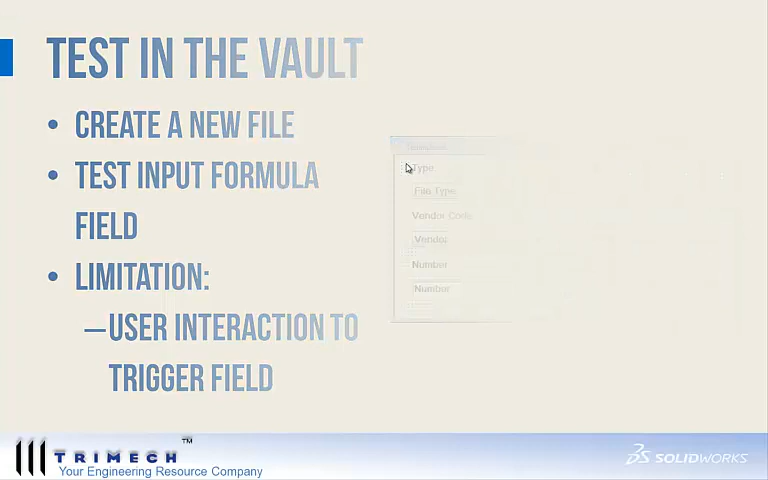 TEST IN THE VAULT
• CREATE A NEW FILE
• TEST INPUT FORMULA
FIELD
• LIMITATION:
–USER INTERACTION TO
TRIGGER FIELD
Type
File Type
Vendor Code
Vendor
Number
Number
TRIMECH™
Your Engineering Resource Company
SOLIDWORKS